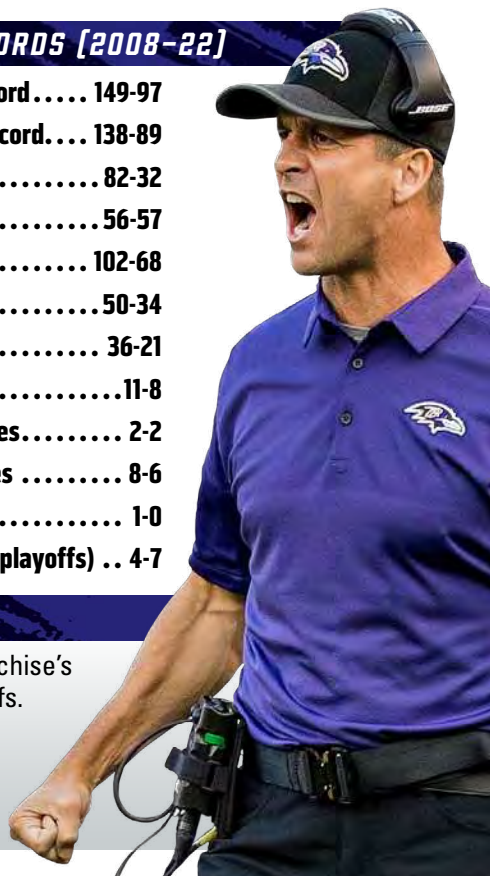 ORDS (2008–22)
ord..... 149-97
cord.... 138-89
......... 82-32
......... 56-57
........ 102-68
......... 50-34
......... 36-21
...........11-8
es......... 2-2
es ......... 8-6
........... 1-0
playoffs) .. 4-7
chise's
fs.
BOSE